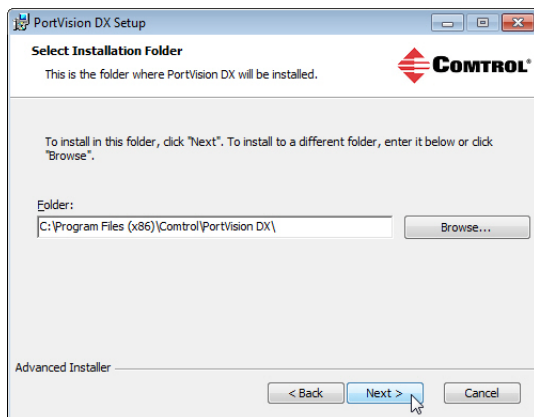 PortVision DX Setup
Select Installation Folder
This is the folder where PortVision DX will be installed.
COMTROL®
To install in this folder, click "Next". To install to a different folder, enter it below or click
"Browse".
Folder:
C:\Program Files (x86)\Comtrol\PortVision DX\
Browse...
Advanced Installer
< Back
Next >
Cancel